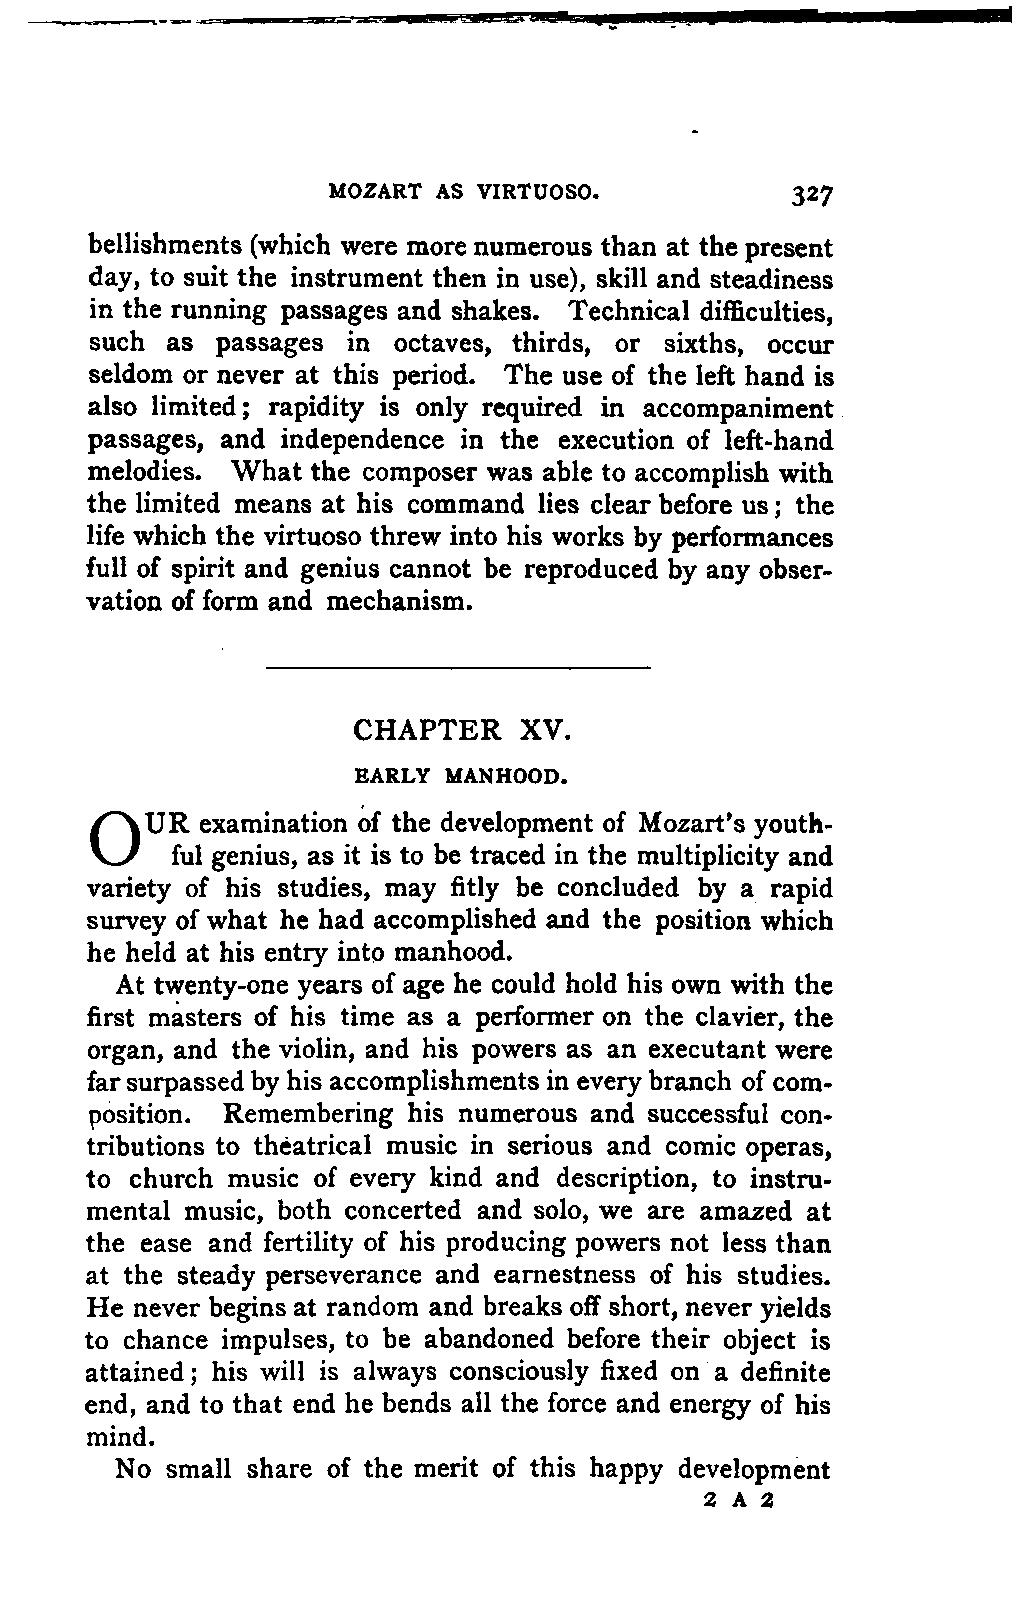 MOZART AS VIRTUOSO. 327
bellishments (which were more numerous than at the present
day, to suit the instrument then in use), skill and steadiness
in the running passages and shakes. Technical difficulties,
such as passages in octaves, thirds, or sixths, occur
seldom or never at this period. The use of the left hand is
also limited; rapidity is only required in accompaniment
passages, and independence in the execution of left-hand
melodies. What the composer was able to accomplish with
the limited means at his command lies clear before us; the
life which the virtuoso threw into his works by performances
full of spirit and genius cannot be reproduced by any obser-
vation of form and mechanism.
CHAPTER XV.
EARLY MANHOOD.
OUR examination of the development of Mozart's youth-
ful genius, as it is to be traced in the multiplicity and
variety of his studies, may fitly be concluded by a rapid
survey of what he had accomplished and the position which
he held at his entry into manhood.
At twenty-one years of age he could hold his own with the
first masters of his time as a performer on the clavier, the
organ, and the violin, and his powers as an executant were
far surpassed by his accomplishments in every branch of com-
position. Remembering his numerous and successful con-
tributions to theatrical music in serious and comic operas,
to church music of every kind and description, to instru-
mental music, both concerted and solo, we are amazed at
the ease and fertility of his producing powers not less than
at the steady perseverance and earnestness of his studies.
He never begins at random and breaks off short, never yields
to chance impulses, to be abandoned before their object is
attained; his will is always consciously fixed on a definite
end, and to that end he bends all the force and energy of his
mind.
No small share of the merit of this happy development
2 A 2